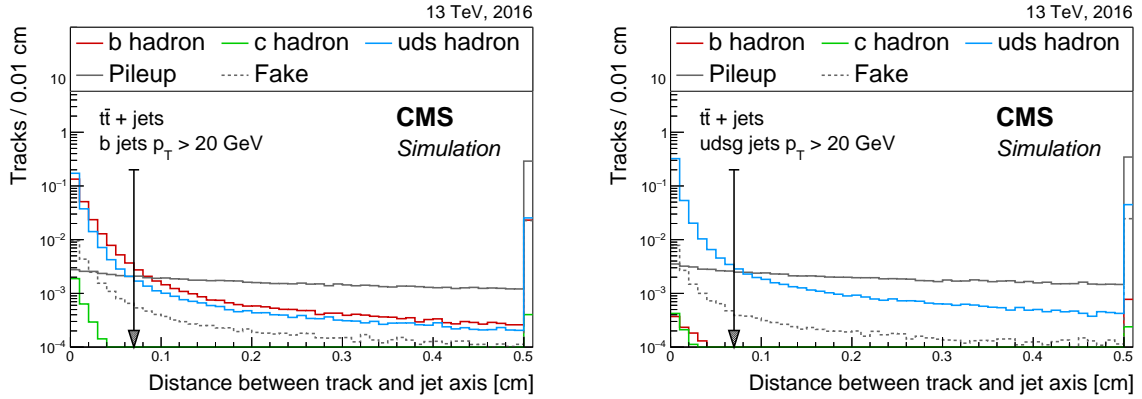 13 TeV, 2016
b hadron c hadron uds hadron
Pileup Fake
tt̄ + jets
b jets p_T > 20 GeV
CMS
Simulation
Tracks / 0.01 cm
10
1
10⁻¹
10⁻²
10⁻³
10⁻⁴
0 0.1 0.2 0.3 0.4 0.5
Distance between track and jet axis [cm]
13 TeV, 2016
b hadron c hadron uds hadron
Pileup Fake
tt̄ + jets
udsg jets p_T > 20 GeV
CMS
Simulation
Tracks / 0.01 cm
10
1
10⁻¹
10⁻²
10⁻³
10⁻⁴
0 0.1 0.2 0.3 0.4 0.5
Distance between track and jet axis [cm]